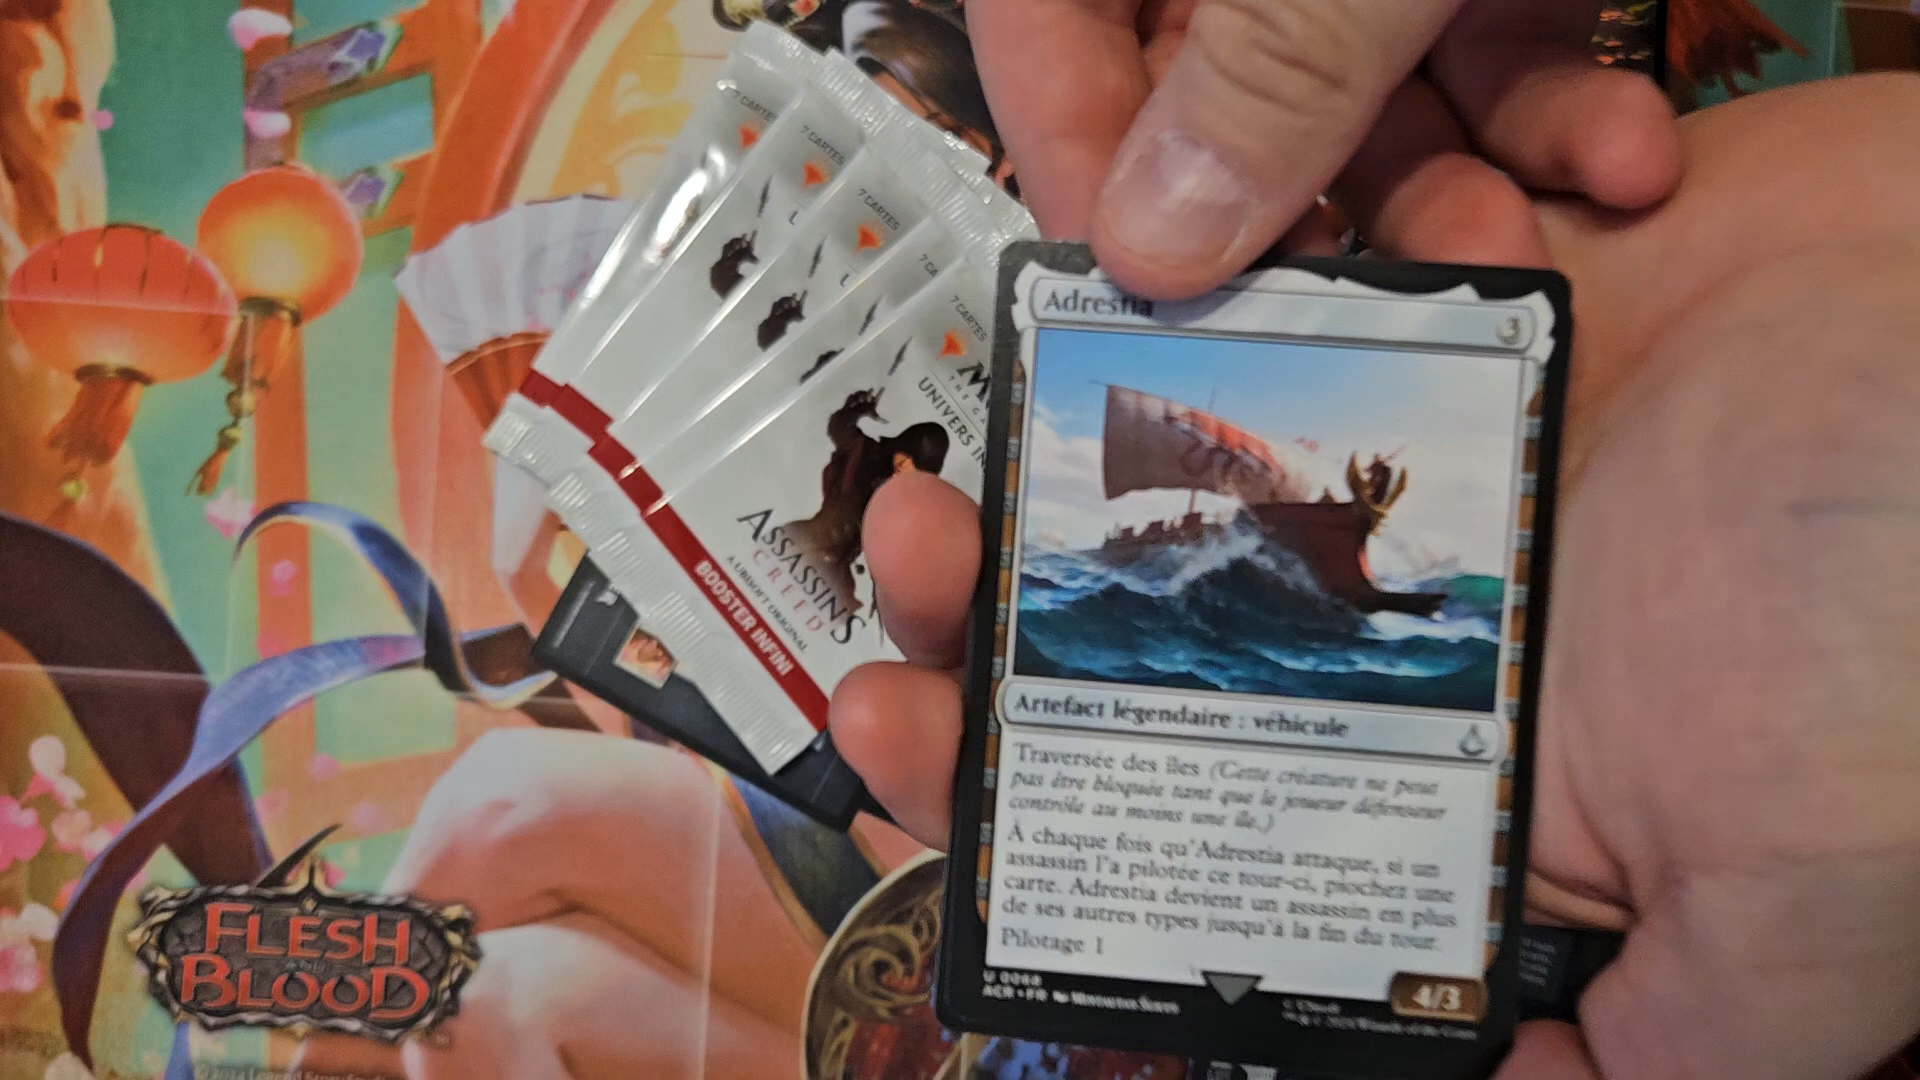 7 CARTES
7 CARTES
7 CARTES
7 CA
7 CARTES
UNIVERS IN
ASSASSIN'S
CREED
A UBISOFT ORIGINAL
BOOSTER INFINI
Adrestia
3
Artefact légendaire : véhicule
Traversée des îles (Cette créature ne peut
pas être bloquée tant que le joueur défenseur
contrôle au moins une île.)
À chaque fois qu'Adrestia attaque, si un
assassin l'a pilotée ce tour-ci, piochez une
carte. Adrestia devient un assassin en plus
de ses autres types jusqu'à la fin du tour.
Pilotage 1
ACR • FR
4/3
FLESH
BLOOD